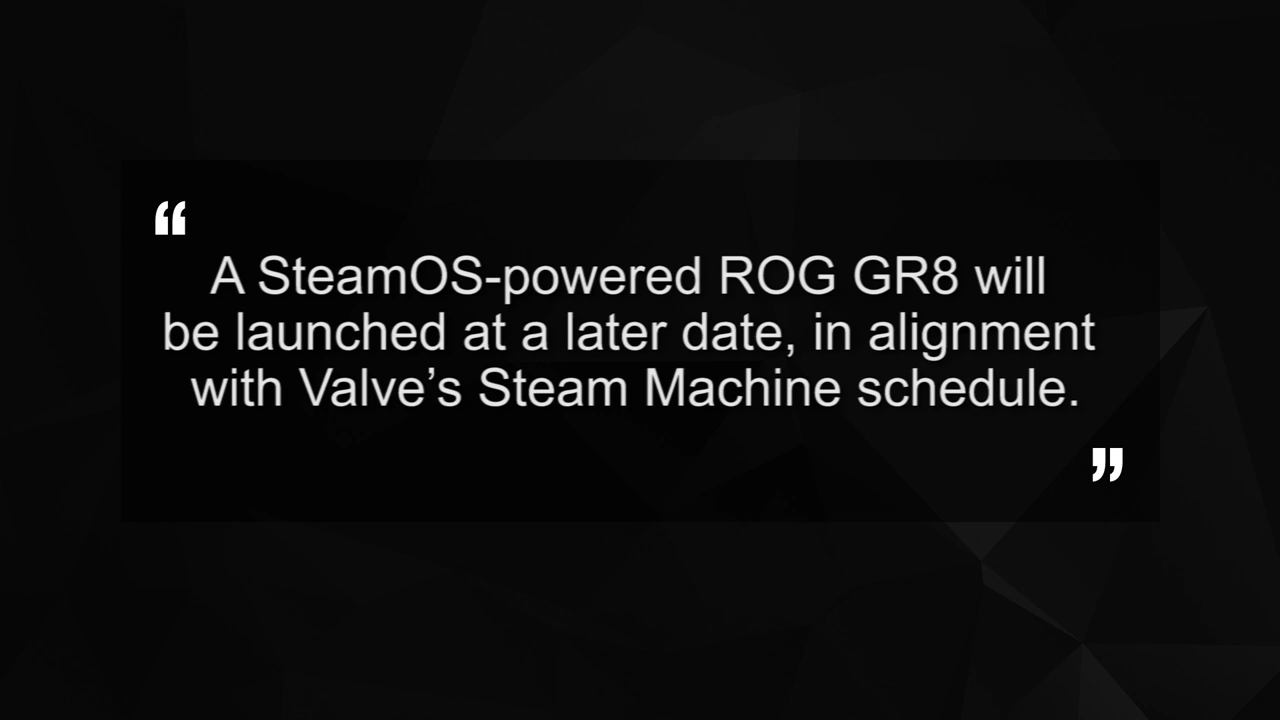 “
A SteamOS-powered ROG GR8 will
be launched at a later date, in alignment
with Valve’s Steam Machine schedule.
”